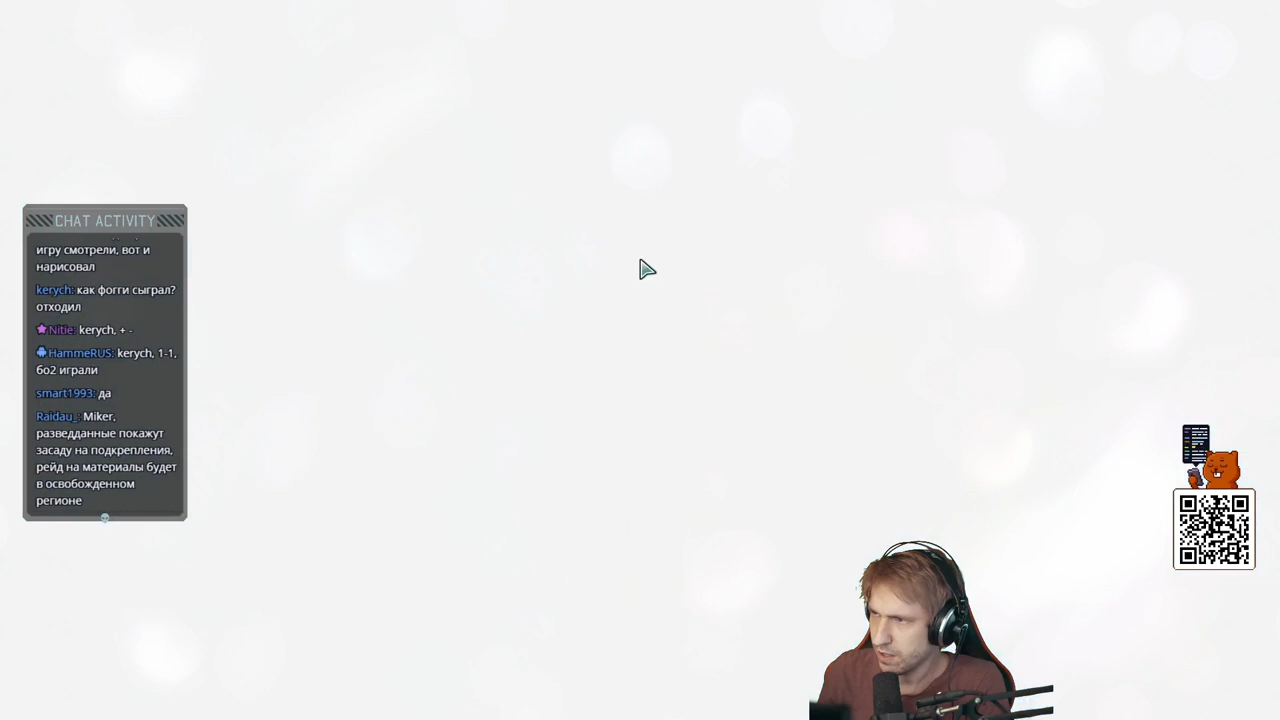 CHAT ACTIVITY
игру смотрели, вот и
нарисовал
kerych: как фогги сыграл?
отходил
Nitie: kerych, + -
HammeRUS: kerych, 1-1,
бо2 играли
smart1993: да
Raidau_: Miker,
разведданные покажут
засаду на подкрепления,
рейд на материалы будет
в освобожденном
регионе